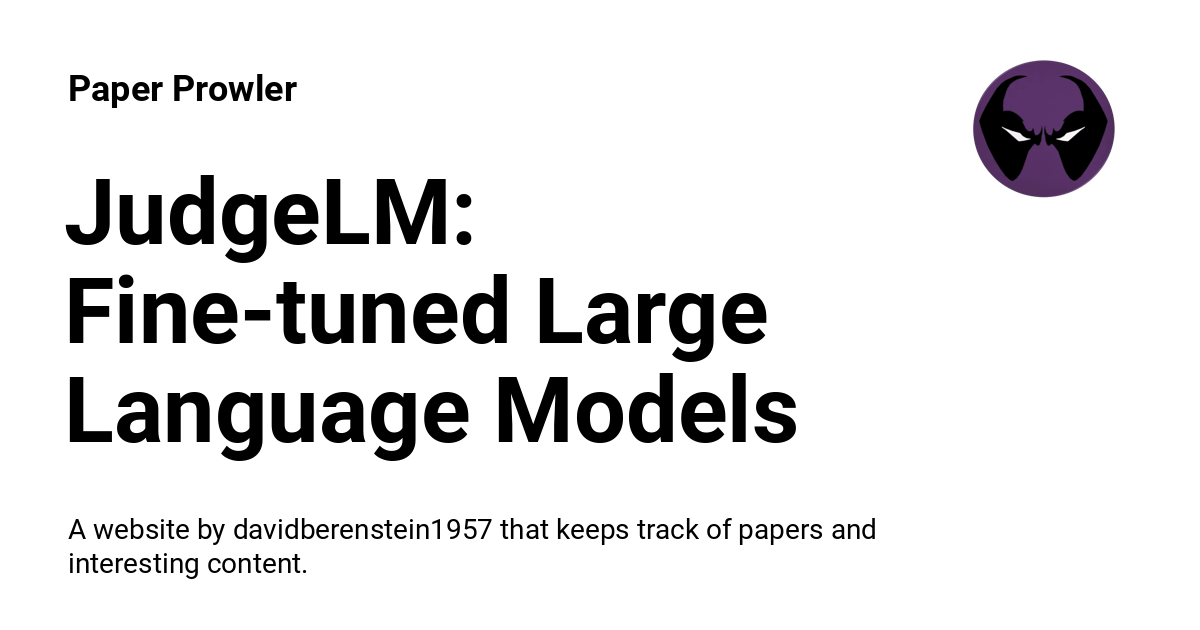 Paper Prowler
JudgeLM:
Fine-tuned Large
Language Models
A website by davidberenstein1957 that keeps track of papers and
interesting content.